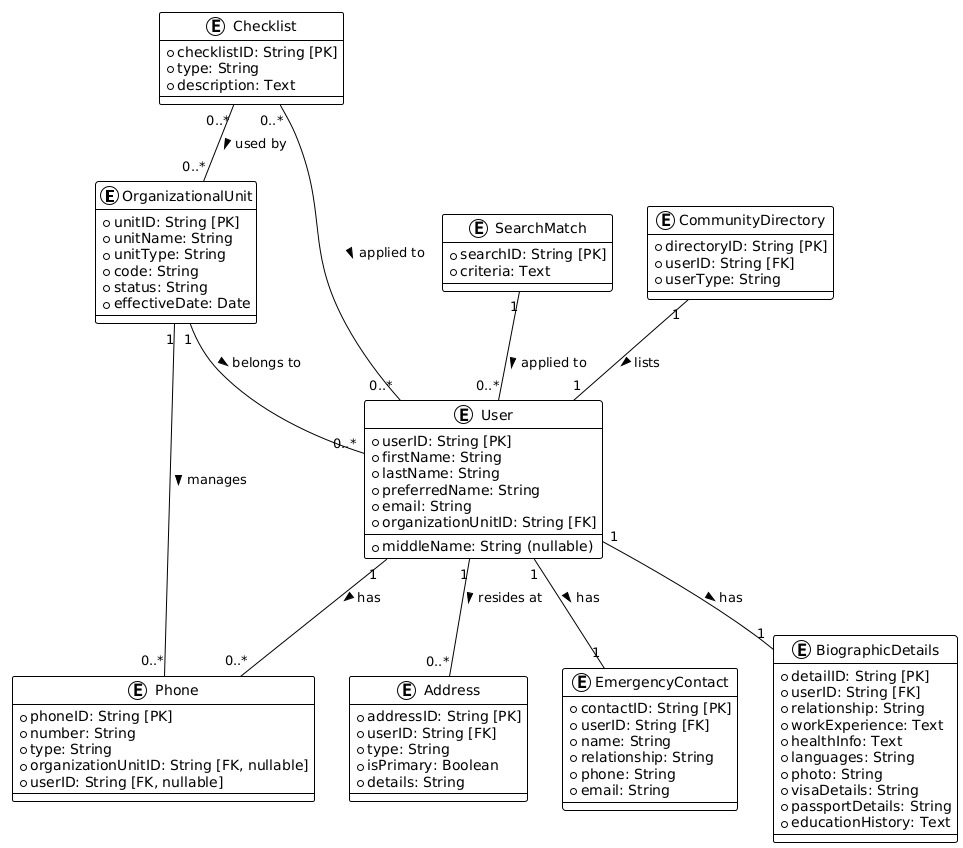 E Checklist
checklistID: String [PK]
type: String
description: Text
0..*
0..*
used by
0..*
E OrganizationalUnit
unitID: String [PK]
unitName: String
unitType: String
code: String
status: String
effectiveDate: Date
applied to
E SearchMatch
searchID: String [PK]
criteria: Text
E CommunityDirectory
directoryID: String [PK]
userID: String [FK]
userType: String
1
1
1
1
belongs to
applied to
lists
0..*
0..*
1
0..*
manages
E User
userID: String [PK]
firstName: String
lastName: String
preferredName: String
email: String
organizationUnitID: String [FK]
middleName: String (nullable)
1
1
1
1
has
resides at
has
has
0..*
0..*
0..*
1
1
E Phone
phoneID: String [PK]
number: String
type: String
organizationUnitID: String [FK, nullable]
userID: String [FK, nullable]
E Address
addressID: String [PK]
userID: String [FK]
type: String
isPrimary: Boolean
details: String
E EmergencyContact
contactID: String [PK]
userID: String [FK]
name: String
relationship: String
phone: String
email: String
E BiographicDetails
detailID: String [PK]
userID: String [FK]
relationship: String
workExperience: Text
healthInfo: Text
languages: String
photo: String
visaDetails: String
passportDetails: String
educationHistory: Text